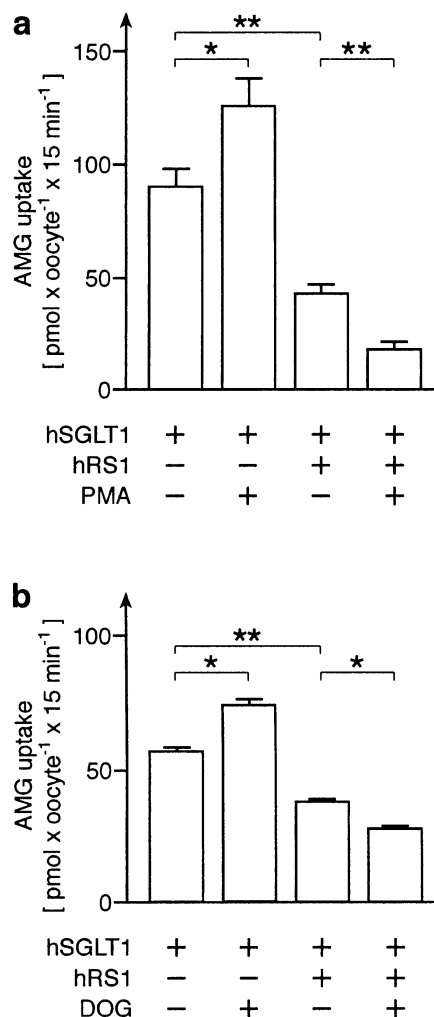 a
150
100
50
0
AMG uptake
[ pmol x oocyte⁻¹ x 15 min⁻¹ ]
**
* **
hSGLT1 + + + +
hRS1 − − + +
PMA − + − +
b
100
50
0
AMG uptake
[ pmol x oocyte⁻¹ x 15 min⁻¹ ]
**
* *
hSGLT1 + + + +
hRS1 − − + +
DOG − + − +